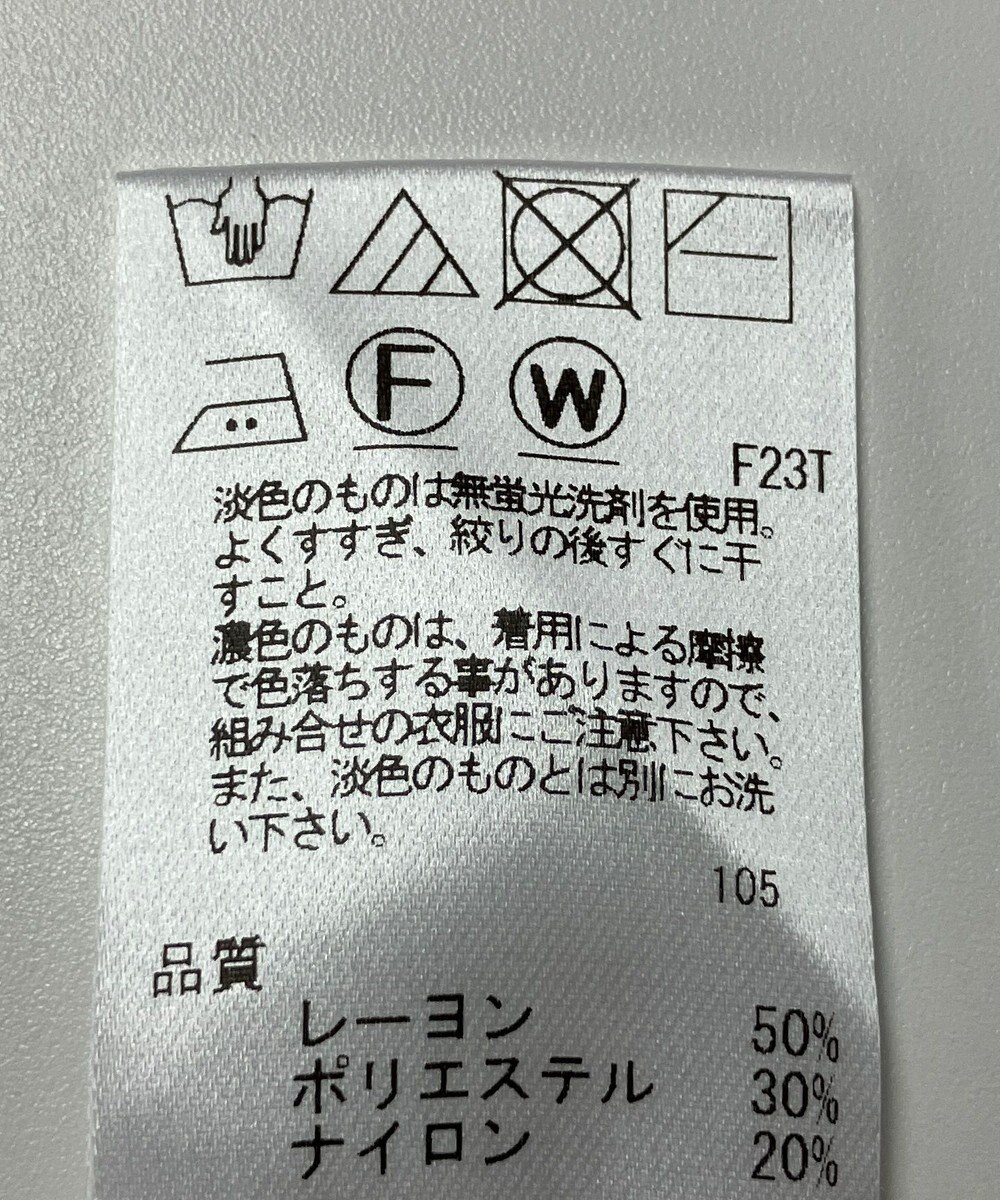 F W
F23T
淡色のものは無蛍光洗剤を使用。
よくすすぎ、絞りの後すぐに干
すこと。
濃色のものは、着用による摩擦
で色落ちする事がありますので、
組み合せの衣服にご注意下さい。
また、淡色のものとは別にお洗
い下さい。
105
品質
レーヨン 50%
ポリエステル 30%
ナイロン 20%